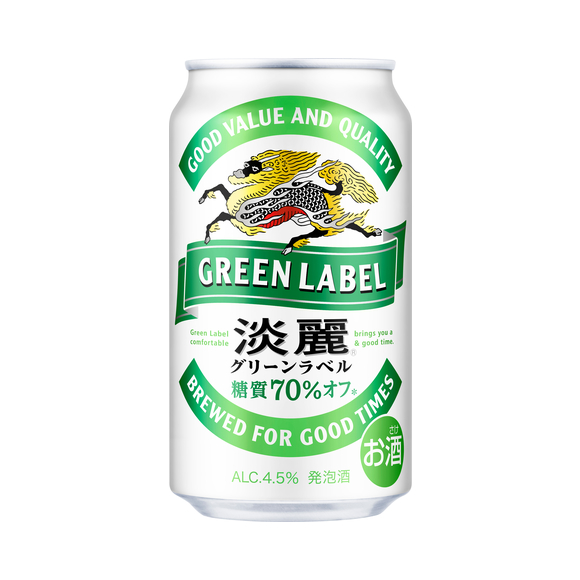 GOOD VALUE AND QUALITY
GREEN LABEL
Green Label
comfortable
brings you a
& good time.
淡麗®
グリーンラベル
糖質70%オフ*
BREWED FOR GOOD TIMES
さけ
お酒
ALC.4.5% 発泡酒